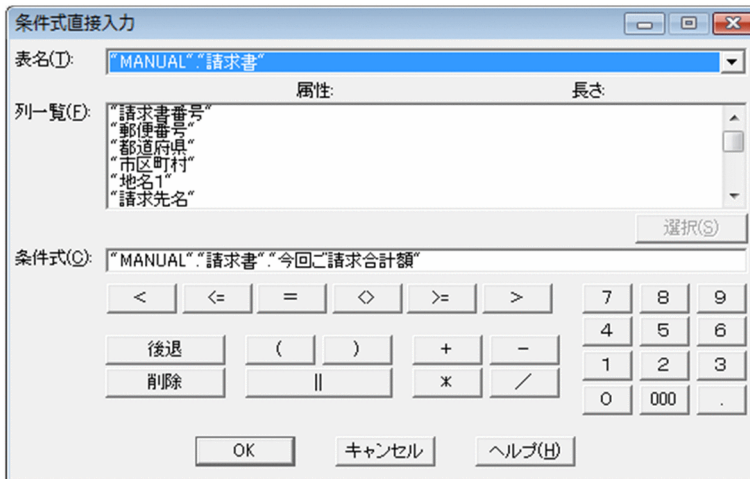 条件式直接入力
表名(T): "MANUAL"."請求書"
属性: 長さ:
列一覧(F): "請求書番号"
"郵便番号"
"都道府県"
"市区町村"
"地名1"
"請求先名"
選択(S)
条件式(C): "MANUAL"."請求書"."今回ご請求合計額"
< <= = <> >= > 7 8 9
4 5 6
後退 ( ) + -
1 2 3
削除 || * /
0 000 .
OK キャンセル ヘルプ(H)